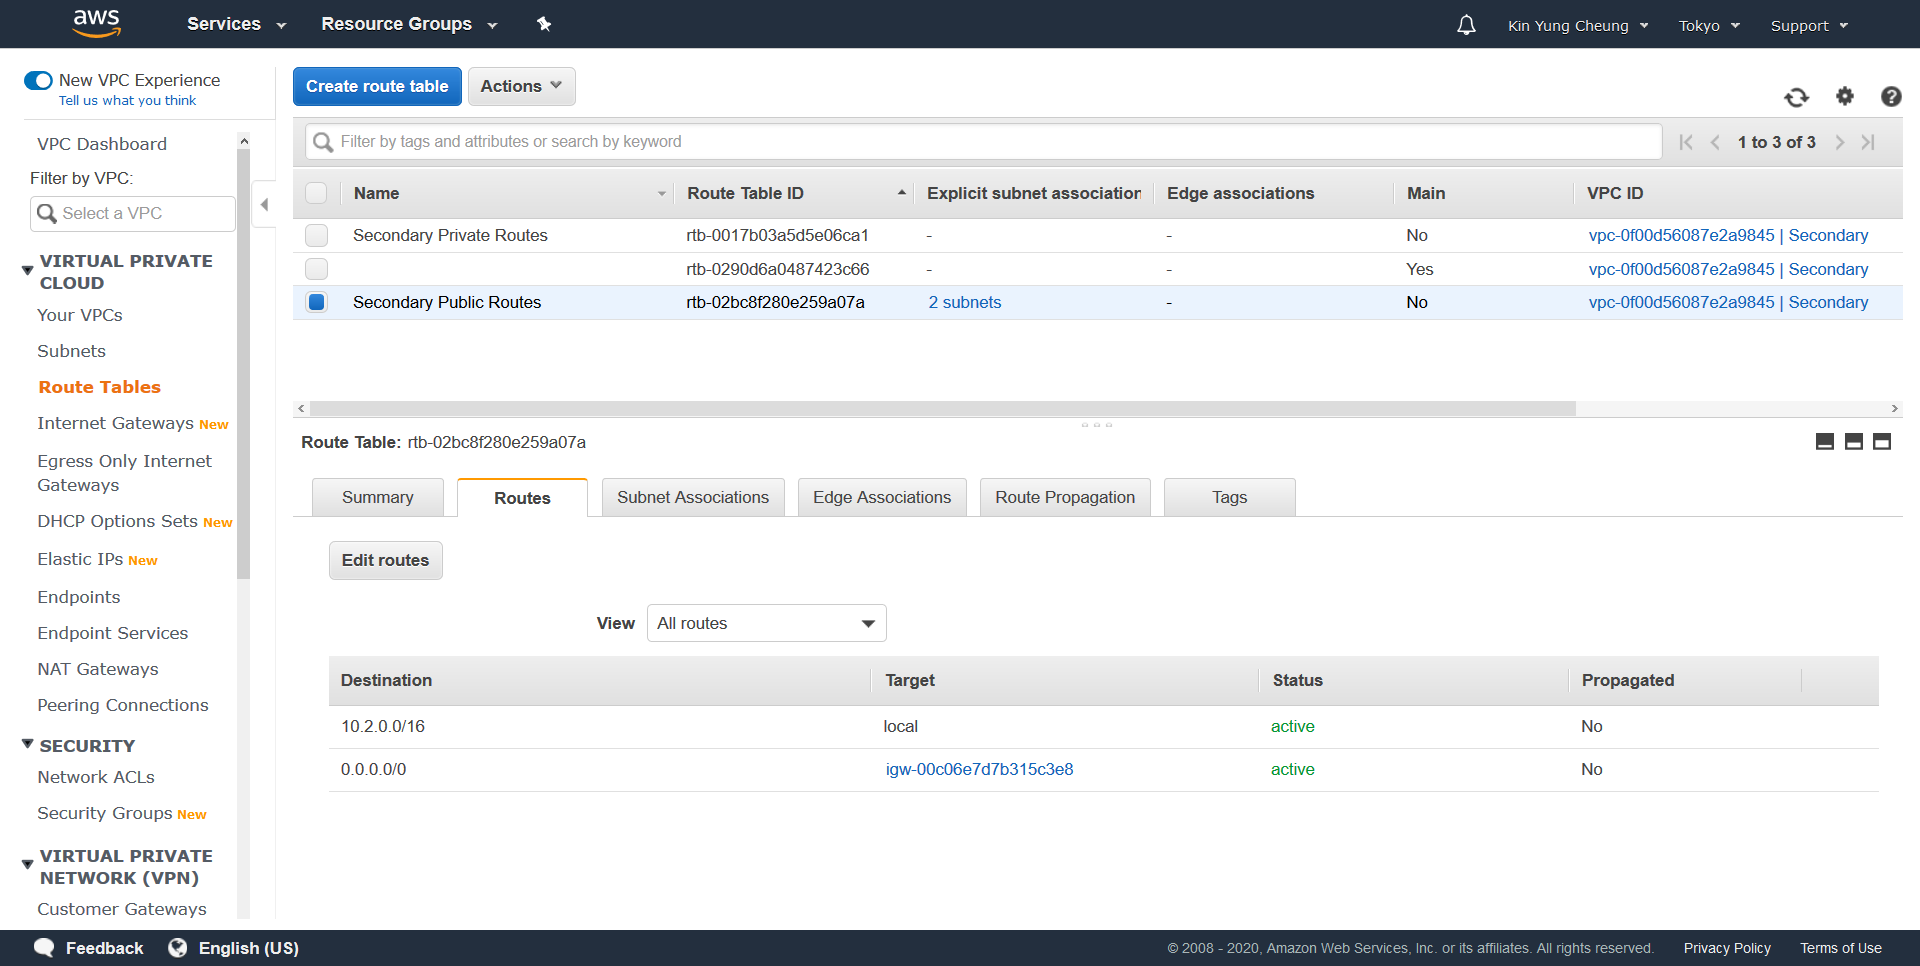 aws Services Resource Groups Kin Yung Cheung Tokyo Support
New VPC Experience
Tell us what you think
VPC Dashboard
Filter by VPC:
Select a VPC
VIRTUAL PRIVATE
CLOUD
Your VPCs
Subnets
Route Tables
Internet Gateways New
Egress Only Internet
Gateways
DHCP Options Sets New
Elastic IPs New
Endpoints
Endpoint Services
NAT Gateways
Peering Connections
SECURITY
Network ACLs
Security Groups New
VIRTUAL PRIVATE
NETWORK (VPN)
Customer Gateways
Create route table Actions
Filter by tags and attributes or search by keyword 1 to 3 of 3
Name Route Table ID Explicit subnet association Edge associations Main VPC ID
Secondary Private Routes rtb-0017b03a5d5e06ca1 - - No vpc-0f00d56087e2a9845 | Secondary
rtb-0290d6a0487423c66 - - Yes vpc-0f00d56087e2a9845 | Secondary
Secondary Public Routes rtb-02bc8f280e259a07a 2 subnets - No vpc-0f00d56087e2a9845 | Secondary
Route Table: rtb-02bc8f280e259a07a
Summary Routes Subnet Associations Edge Associations Route Propagation Tags
Edit routes
View All routes
Destination Target Status Propagated
10.2.0.0/16 local active No
0.0.0.0/0 igw-00c06e7d7b315c3e8 active No
Feedback English (US) © 2008 - 2020, Amazon Web Services, Inc. or its affiliates. All rights reserved. Privacy Policy Terms of Use